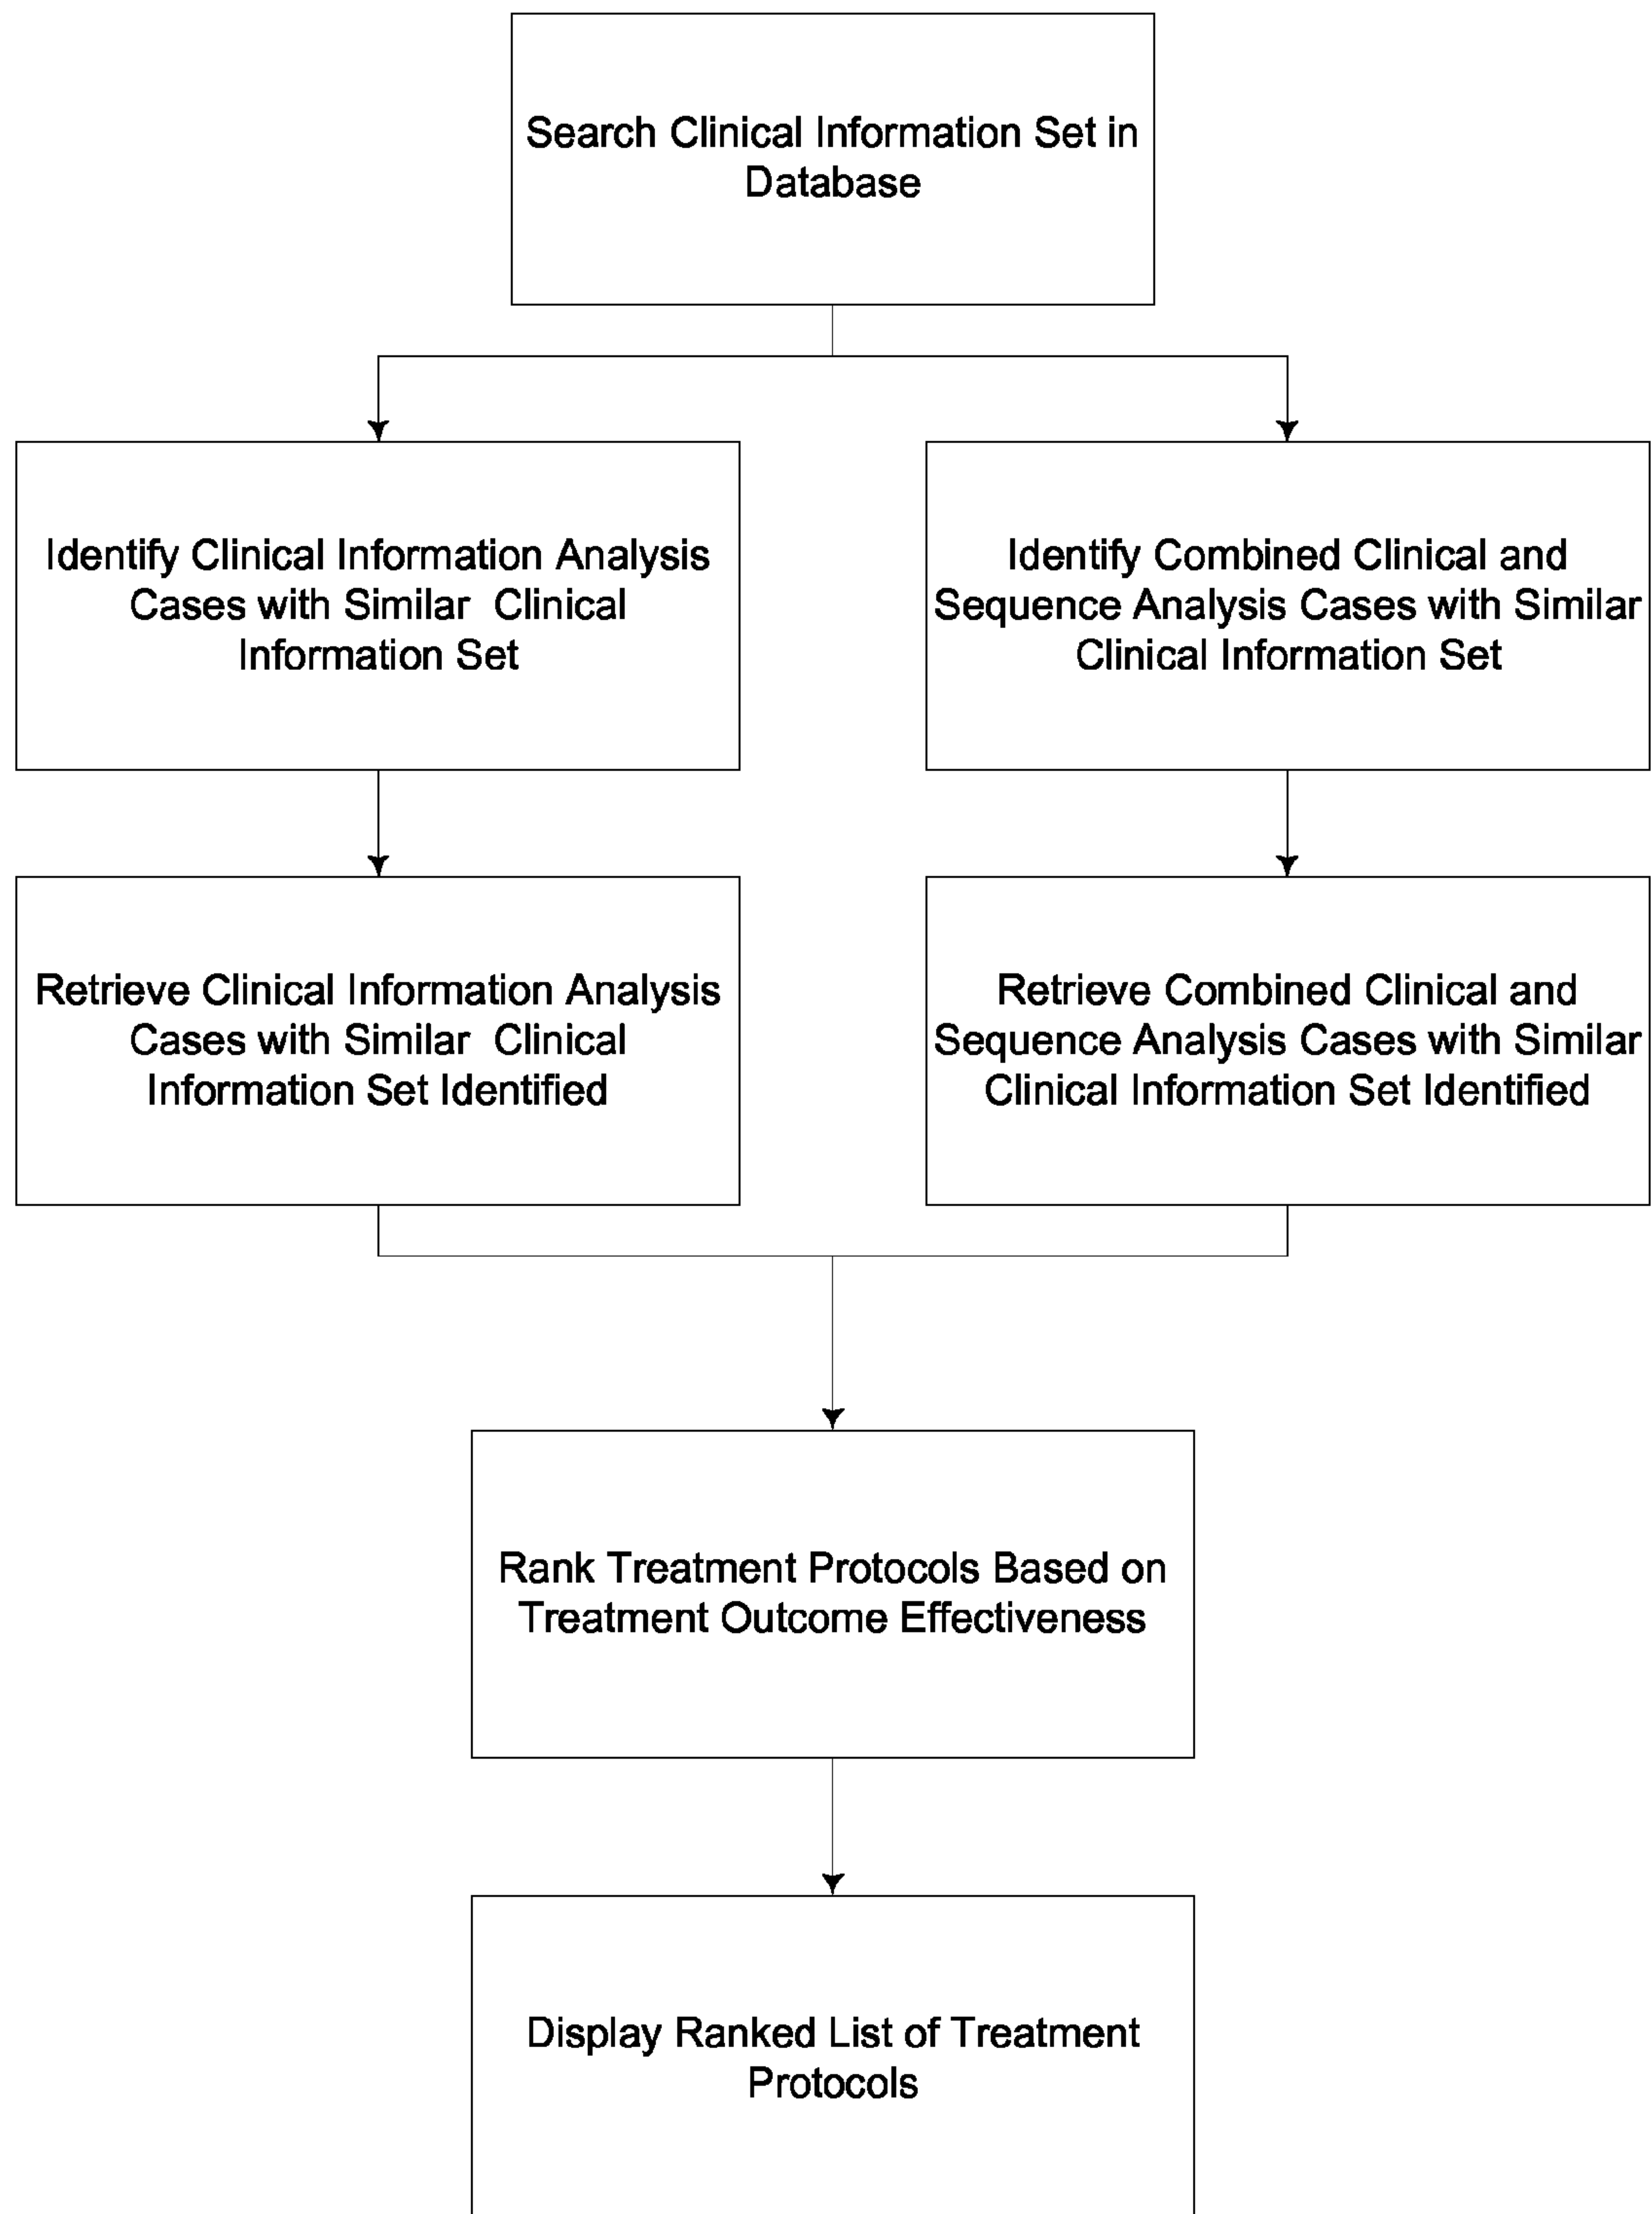 Search Clinical Information Set in
Database
Identify Clinical Information Analysis
Cases with Similar  Clinical
Information Set
Identify Combined Clinical and
Sequence Analysis Cases with Similar
Clinical Information Set
Retrieve Clinical Information Analysis
Cases with Similar  Clinical
Information Set Identified
Retrieve Combined Clinical and
Sequence Analysis Cases with Similar
Clinical Information Set Identified
Rank Treatment Protocols Based on
Treatment Outcome Effectiveness
Display Ranked List of Treatment
Protocols